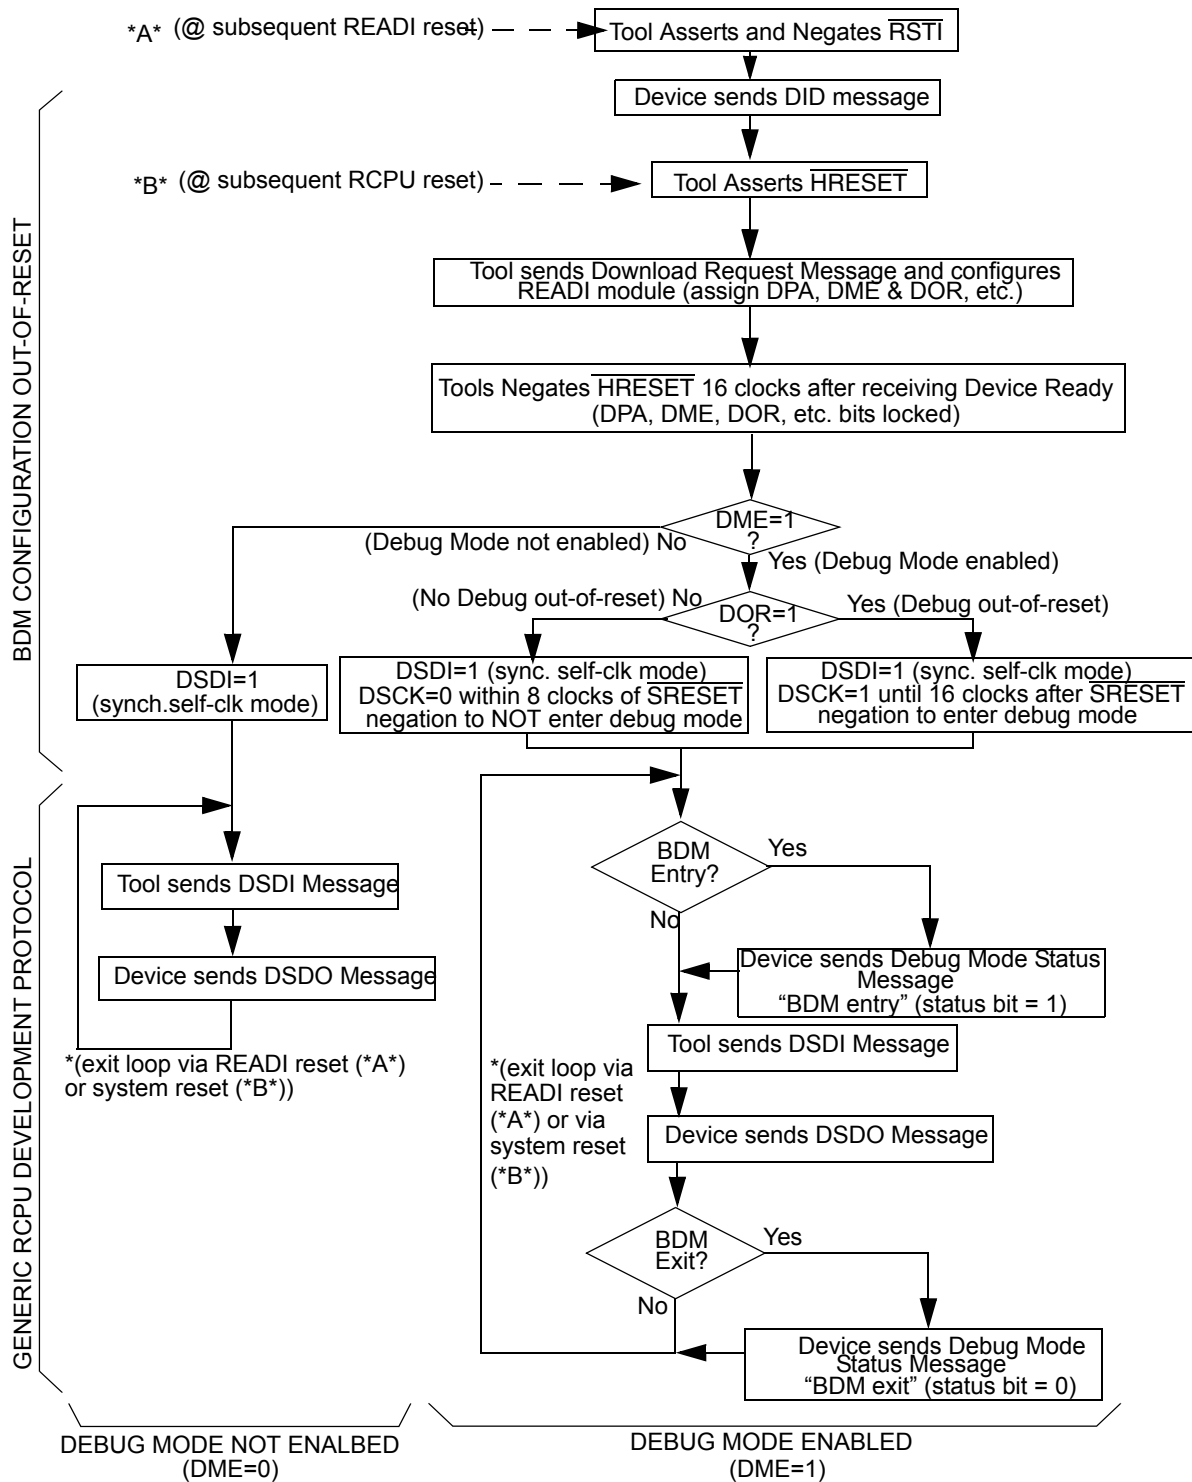 *A* (@ subsequent READI reset)
Tool Asserts and Negates RSTI
Device sends DID message
*B* (@ subsequent RCPU reset)
Tool Asserts HRESET
Tool sends Download Request Message and configures
READI module (assign DPA, DME & DOR, etc.)
Tools Negates HRESET 16 clocks after receiving Device Ready
(DPA, DME, DOR, etc. bits locked)
BDM CONFIGURATION OUT-OF-RESET
DME=1
?
(Debug Mode not enabled) No
Yes (Debug Mode enabled)
(No Debug out-of-reset) No
DOR=1
?
Yes (Debug out-of-reset)
DSDI=1
(synch.self-clk mode)
DSDI=1 (sync. self-clk mode)
DSCK=0 within 8 clocks of SRESET
negation to NOT enter debug mode
DSDI=1 (sync. self-clk mode)
DSCK=1 until 16 clocks after SRESET
negation to enter debug mode
GENERIC RCPU DEVELOPMENT PROTOCOL
Tool sends DSDI Message
Device sends DSDO Message
*(exit loop via READI reset (*A*)
or system reset (*B*))
BDM
Entry?
Yes
No
Device sends Debug Mode Status
Message
“BDM entry” (status bit = 1)
Tool sends DSDI Message
*(exit loop via
READI reset
(*A*) or via
system reset
(*B*))
Device sends DSDO Message
BDM
Exit?
Yes
No
Device sends Debug Mode
Status Message
“BDM exit” (status bit = 0)
DEBUG MODE NOT ENALBED
(DME=0)
DEBUG MODE ENABLED
(DME=1)